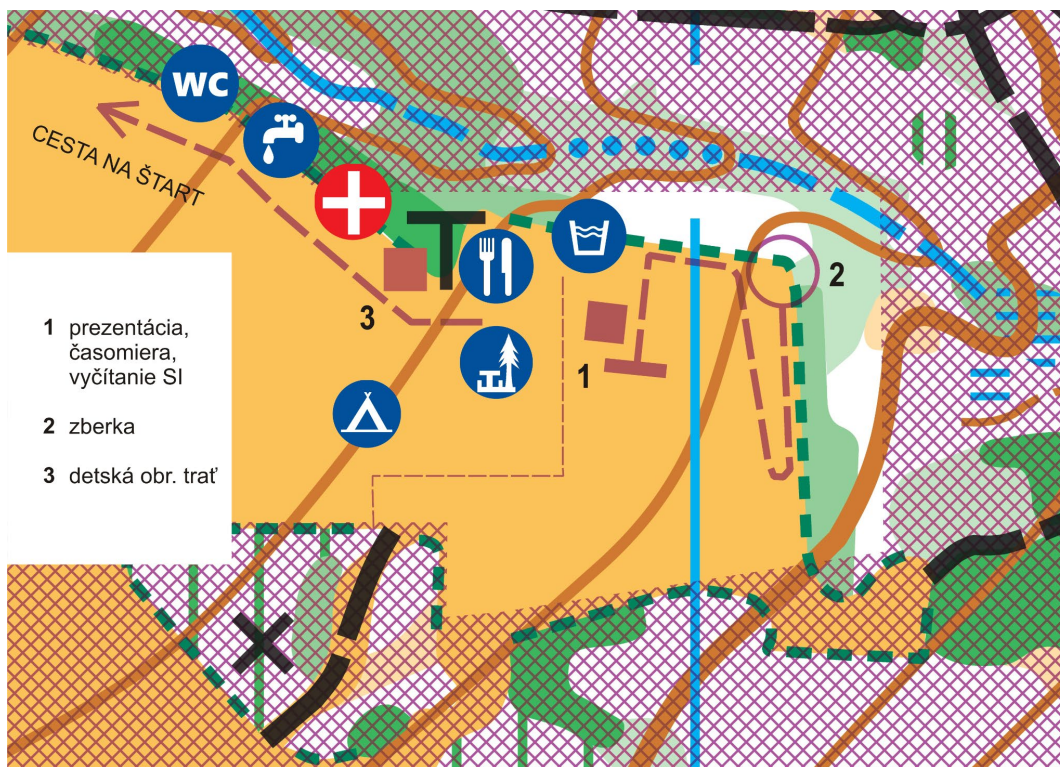 WC
CESTA NA ŠTART
2
3
1
1 prezentácia,
časomiera,
vyčítanie SI
2 zberka
3 detská obr. trať